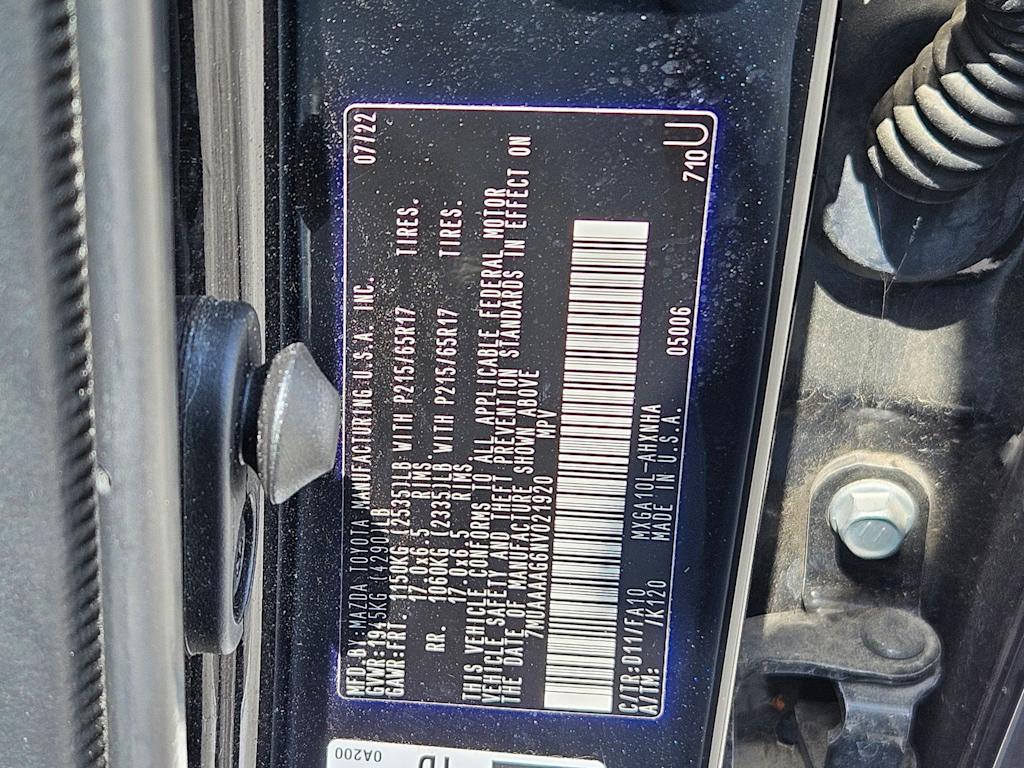 MFD.BY:MAZDA TOYOTA MANUFACTURING U.S.A. INC. 07/22
GVWR:1945KG (4290)LB
GAWR:FRT. 1150KG (2535)LB WITH P215/65R17 TIRES.
17.0x6.5 RIMS.
RR. 1060KG (2335)LB WITH P215/65R17 TIRES.
17.0x6.5 RIMS.
THIS VEHICLE CONFORMS TO ALL APPLICABLE FEDERAL MOTOR
VEHICLE SAFETY AND THEFT PREVENTION STANDARDS IN EFFECT ON
THE DATE OF MANUFACTURE SHOWN ABOVE
MPV
C/TR:D11/FA10 MXGA10L-AHXNHA 05A06 710U
A/TM: /K120 MADE IN U.S.A.
0A200